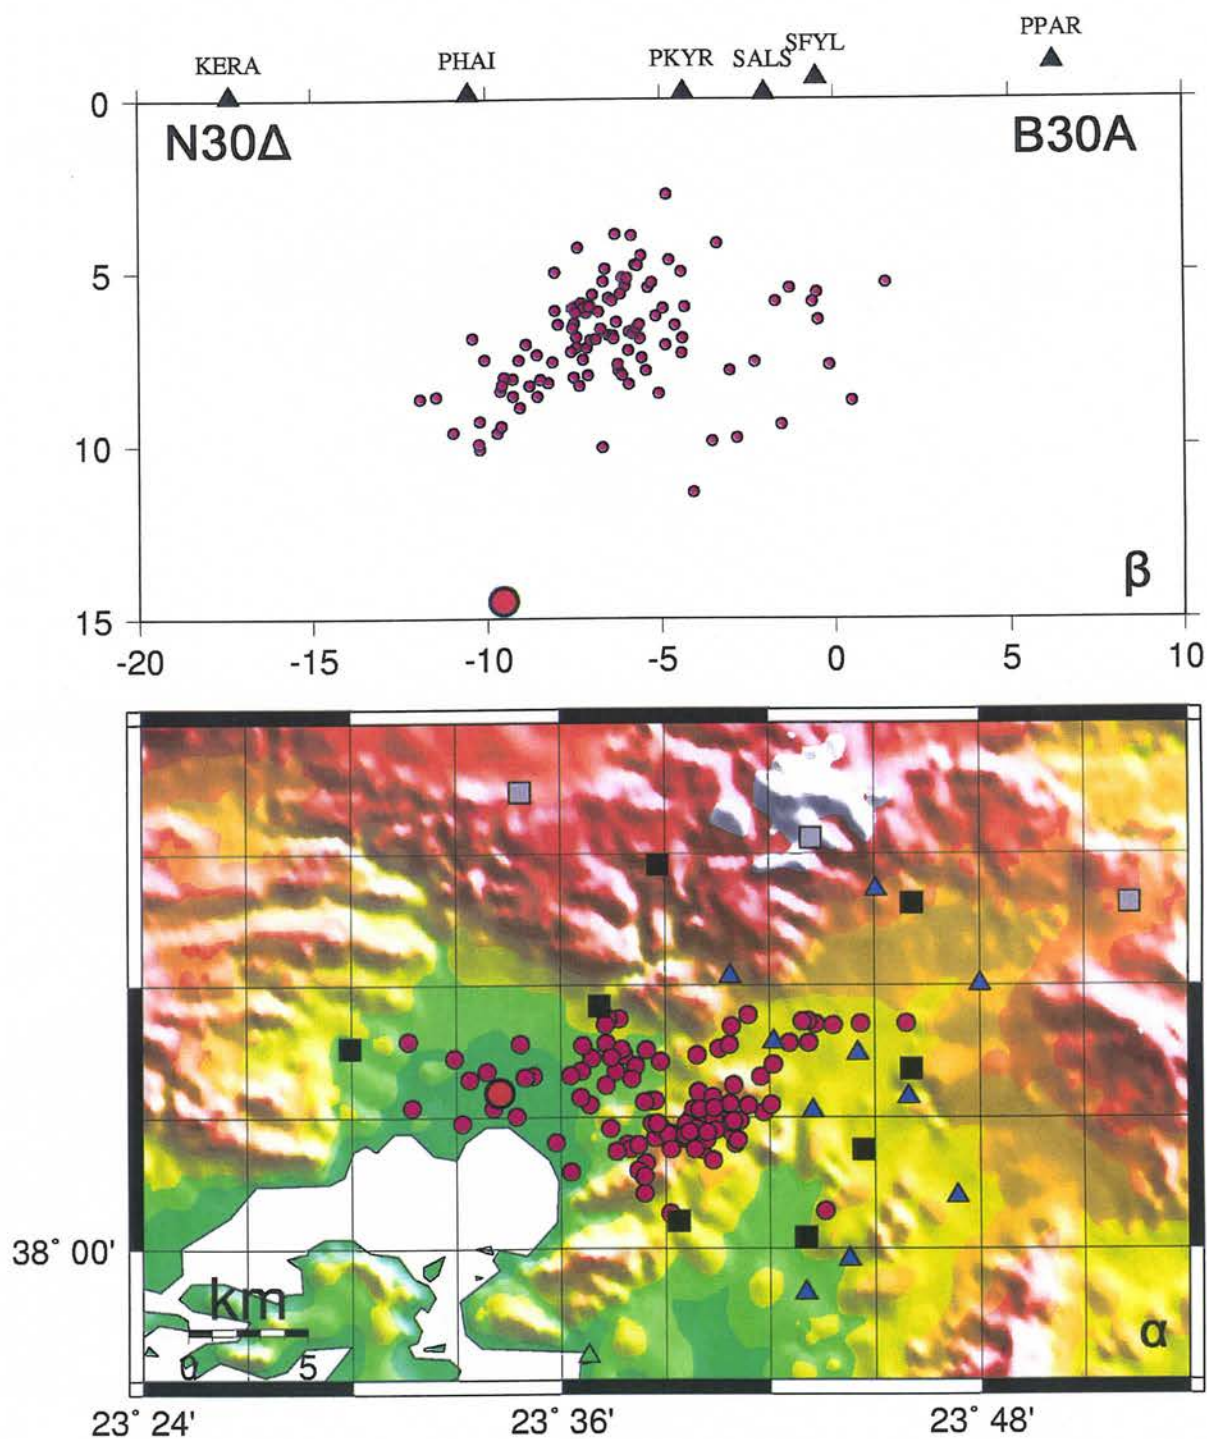 PPAR
SFYL
KERA PHAI PKYR SALS
0
N30Δ B30A
5
10
β
15
-20 -15 -10 -5 0 5 10
38° 00'
km
α
0 5
23° 24' 23° 36' 23° 48'